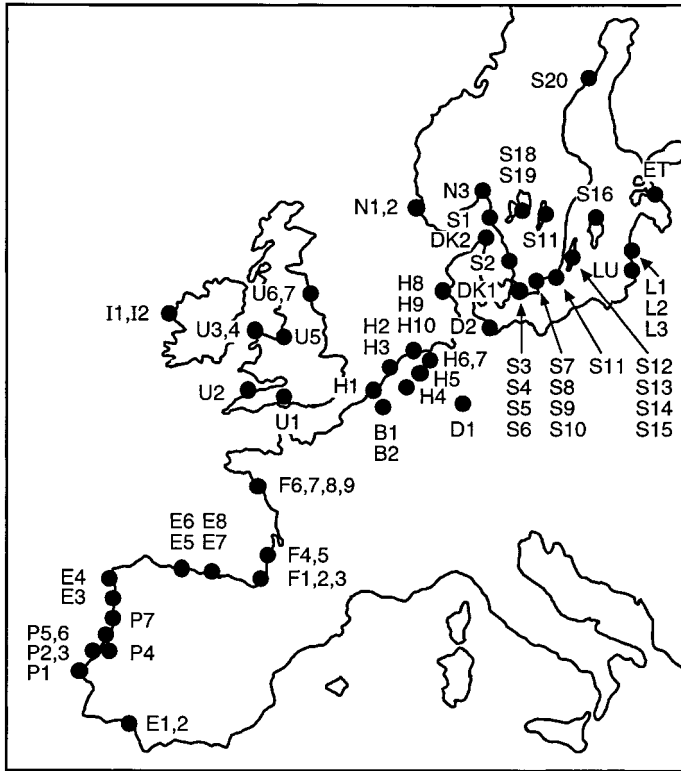 S20
S18
S19
ET
N3
S16
N1,2
S1
S11
DK2
S2
LU
U6,7
H8
DK1
L1
I1,I2
H9
L2
U3,4
U5
H2
H10
D2
L3
H3
H6,7
S3
S7
S11
S12
U2
H1
H5
S4
S8
S13
H4
U1
S5
S9
S14
B1
D1
S6
S10
S15
B2
F6,7,8,9
E6 E8
E5 E7
F4,5
E4
F1,2,3
E3
P7
P5,6
P2,3
P4
P1
E1,2